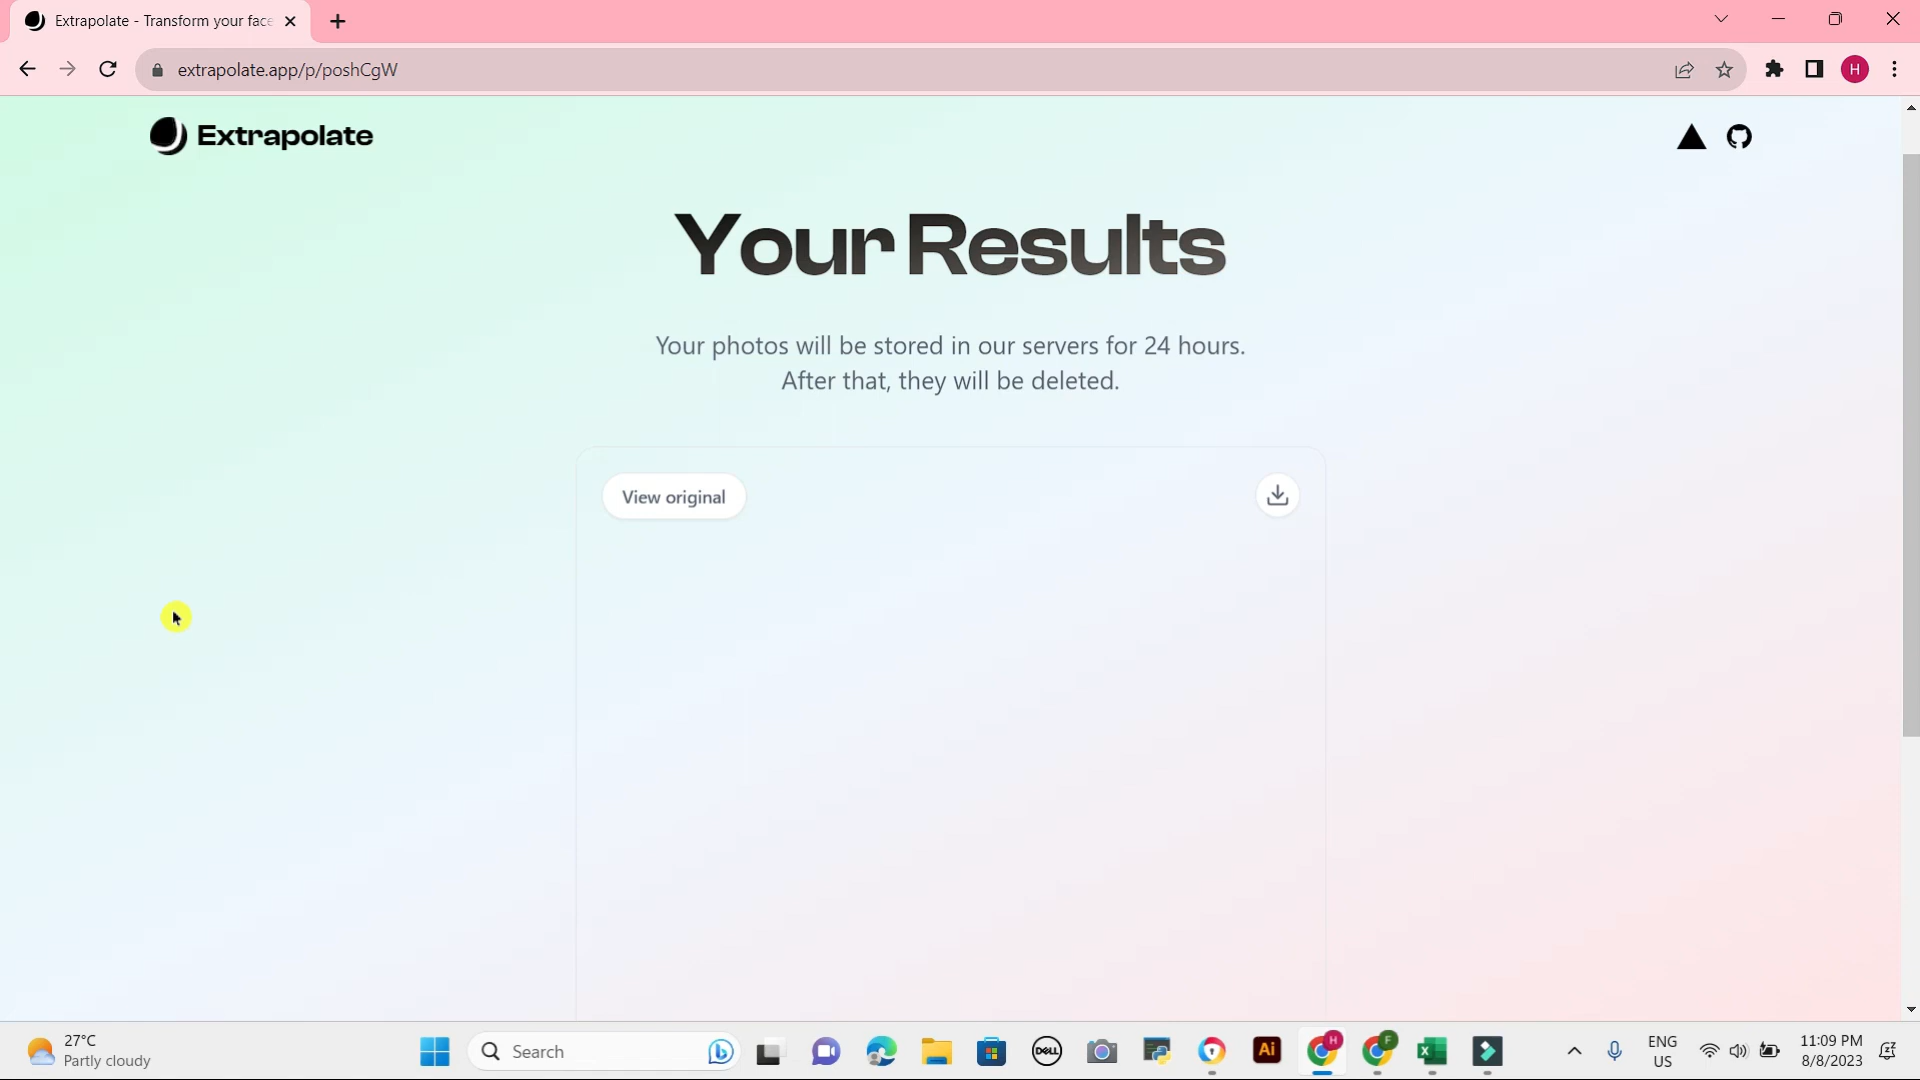 Extrapolate - Transform your face
extrapolate.app/p/poshCgW
H
Extrapolate
Your Results
Your photos will be stored in our servers for 24 hours.
After that, they will be deleted.
View original
27°C
Partly cloudy
Search
DELL
Ai
H
F
ENG
US
11:09 PM
8/8/2023